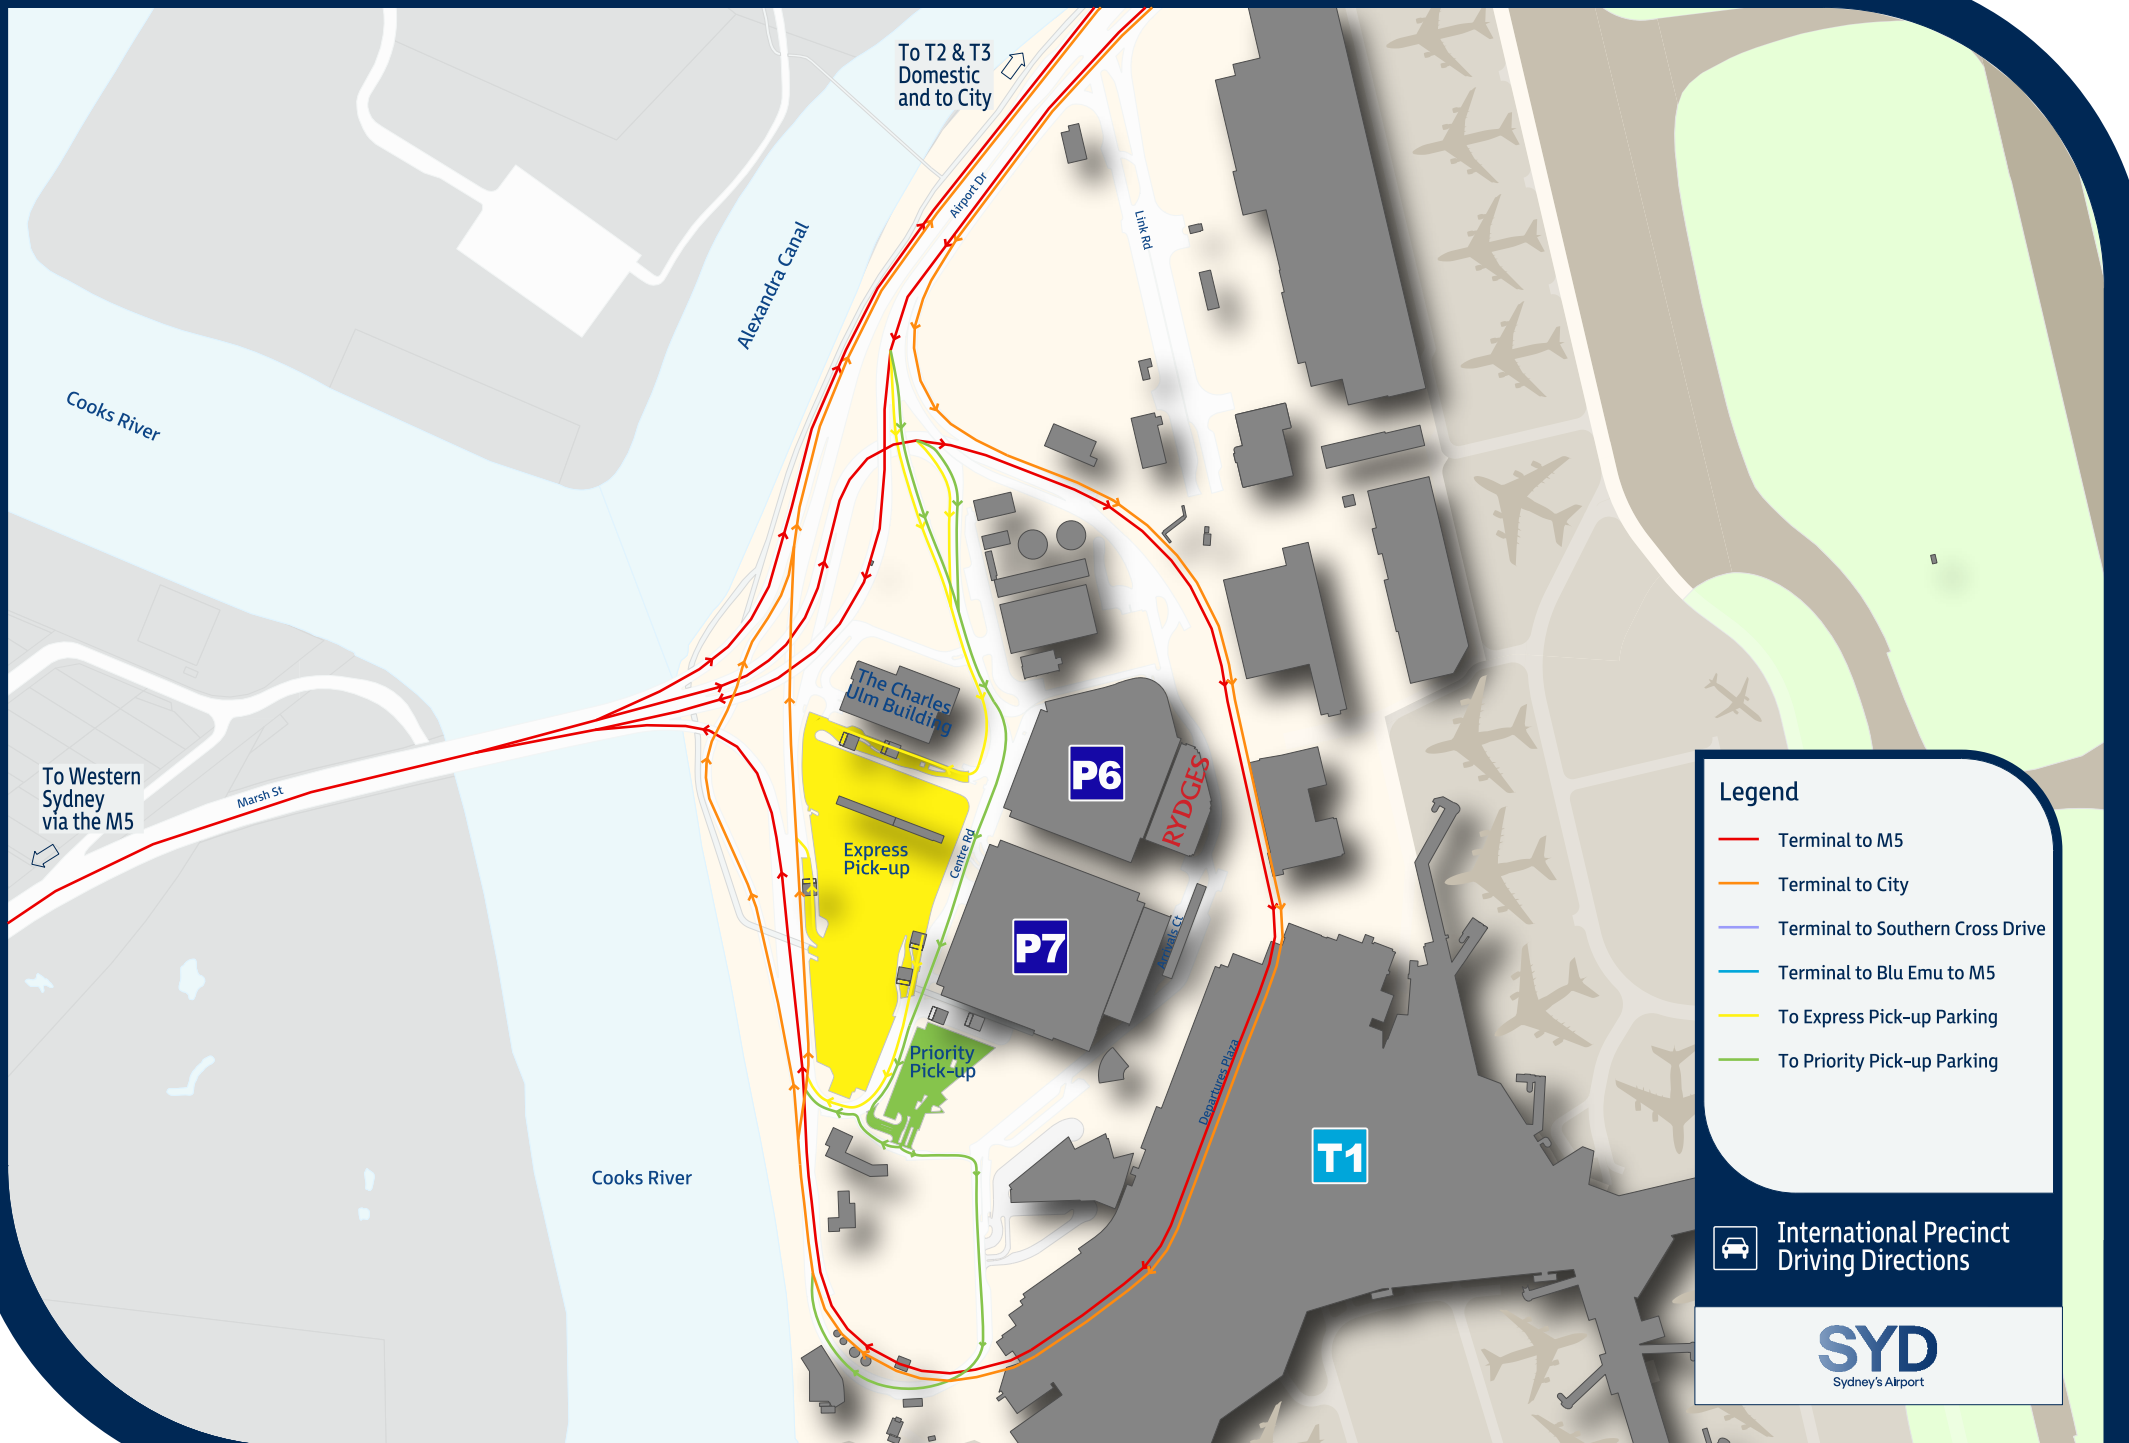 To T2 & T3
Domestic
and to City
Airport Dr
Link Rd
Alexandra Canal
Cooks River
The Charles
Ulm Building
P6
RYDGES
To Western
Sydney
via the M5
Marsh St
Express
Pick-up
Centre Rd
P7
Arrivals Ct
Priority
Pick-up
Departures Plaza
T1
Cooks River
Legend
Terminal to M5
Terminal to City
Terminal to Southern Cross Drive
Terminal to Blu Emu to M5
To Express Pick-up Parking
To Priority Pick-up Parking
International Precinct
Driving Directions
SYD
Sydney's Airport